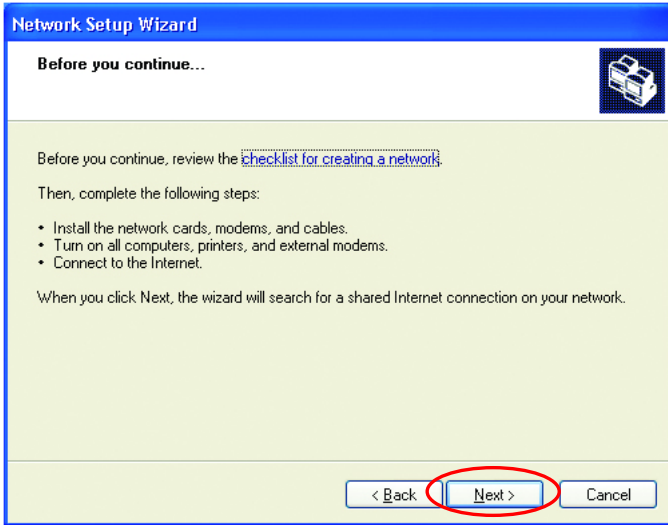 Network Setup Wizard
Before you continue...
Before you continue, review the checklist for creating a network.
Then, complete the following steps:
• Install the network cards, modems, and cables.
• Turn on all computers, printers, and external modems.
• Connect to the Internet.
When you click Next, the wizard will search for a shared Internet connection on your network.
< Back Next > Cancel